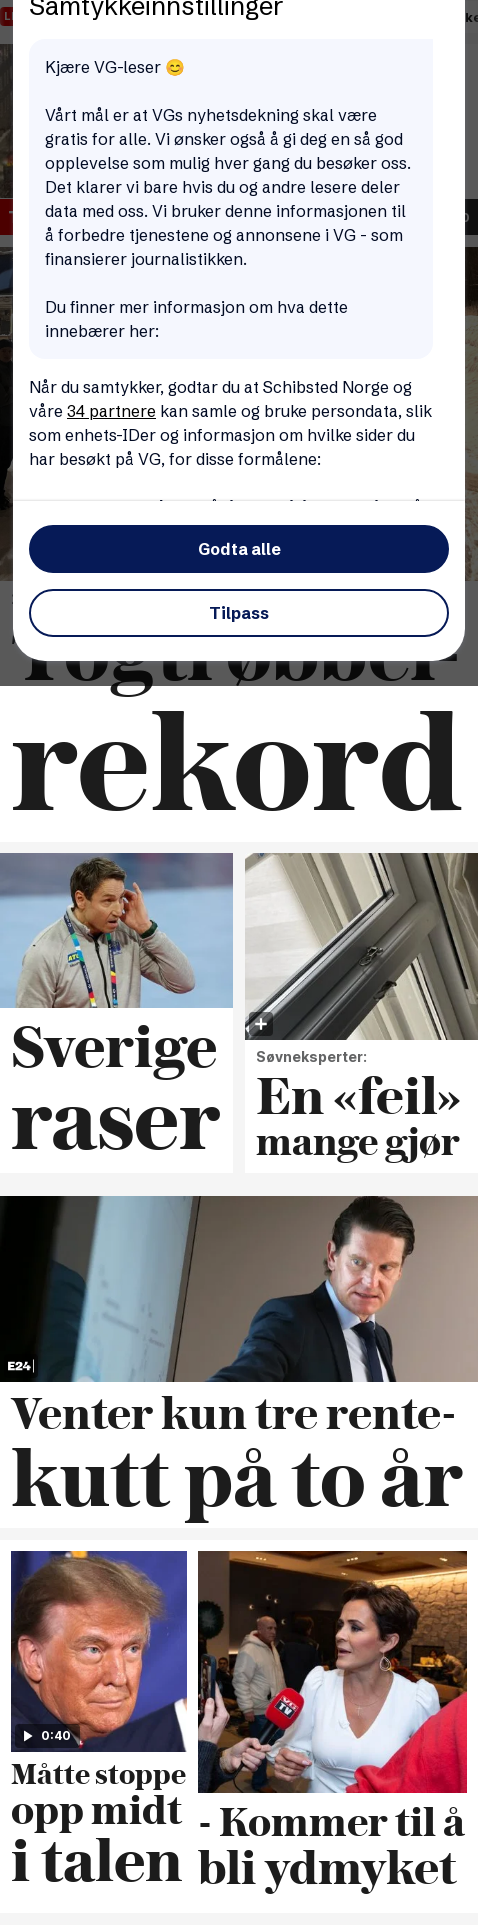 Samtykkeinnstillinger
Kjære VG-leser 😊
Vårt mål er at VGs nyhetsdekning skal være
gratis for alle. Vi ønsker også å gi deg en så god
opplevelse som mulig hver gang du besøker oss.
Det klarer vi bare hvis du og andre lesere deler
data med oss. Vi bruker denne informasjonen til
å forbedre tjenestene og annonsene i VG - som
finansierer journalistikken.
Du finner mer informasjon om hva dette
innebærer her:
Når du samtykker, godtar du at Schibsted Norge og
våre 34 partnere kan samle og bruke persondata, slik
som enhets-IDer og informasjon om hvilke sider du
har besøkt på VG, for disse formålene:
Godta alle
Tilpass
Togtrøbbel-
rekord
Sverige
raser
Søvneksperter:
En «feil»
mange gjør
E24
Venter kun tre rente-
kutt på to år
0:40
Måtte stoppe
opp midt
i talen
VG
TV
- Kommer til å
bli ydmyket